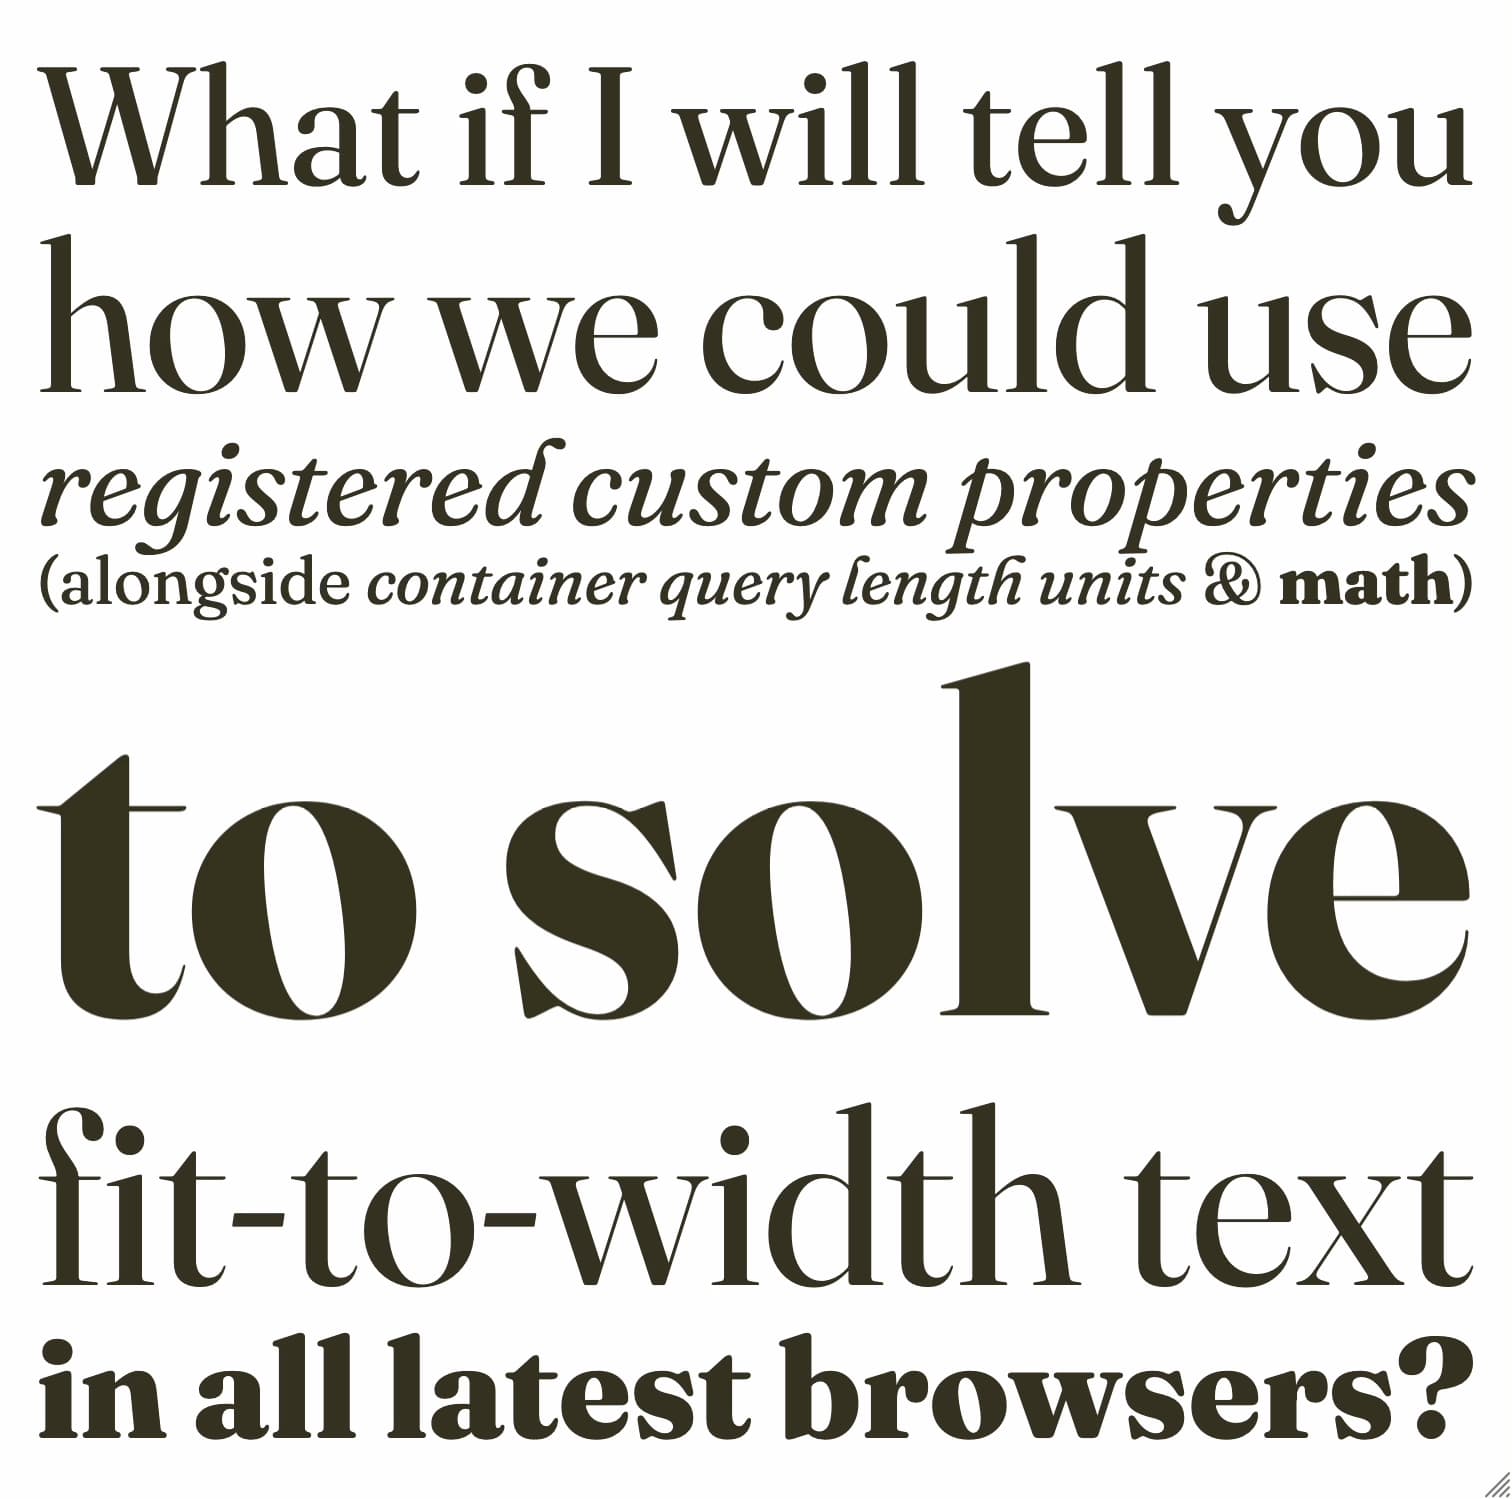 What if I will tell you
how we could use
registered custom properties
(alongside container query length units & math)
to solve
fit-to-width text
in all latest browsers?